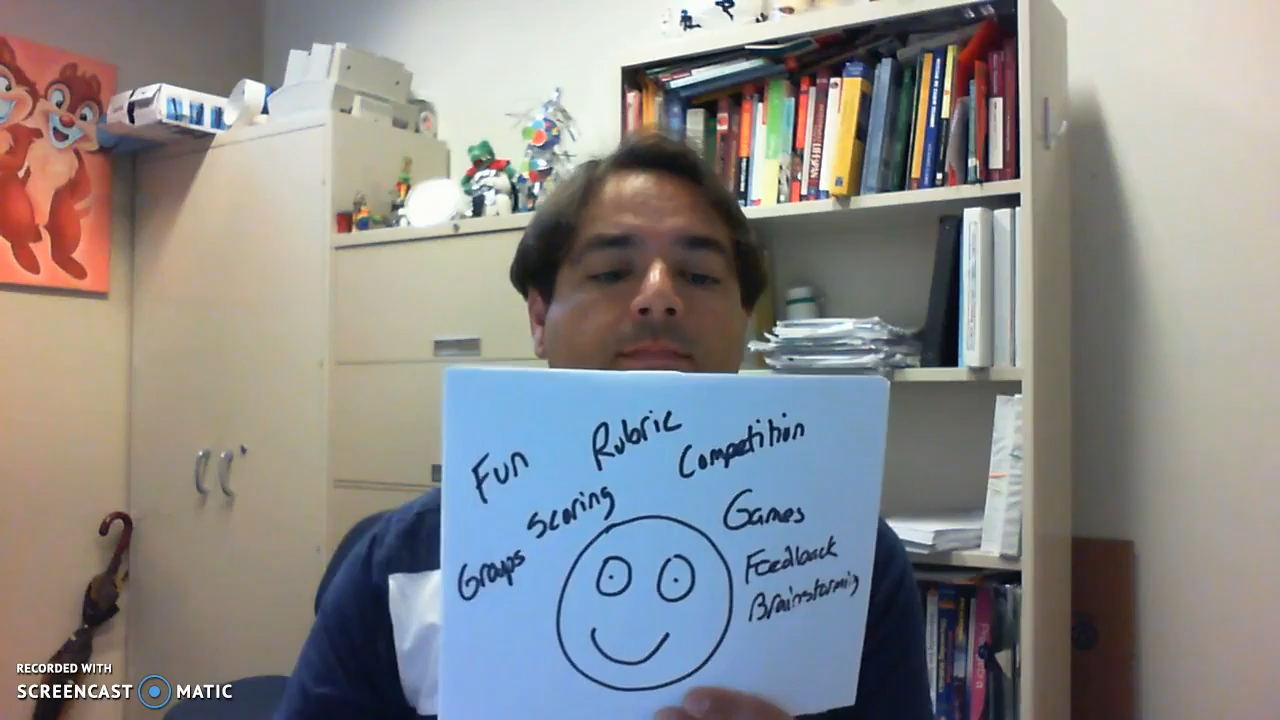 Fun
Rubric
Competition
Scoring
Games
Groups
Feedback
Brainstorming
RECORDED WITH
SCREENCAST MATIC